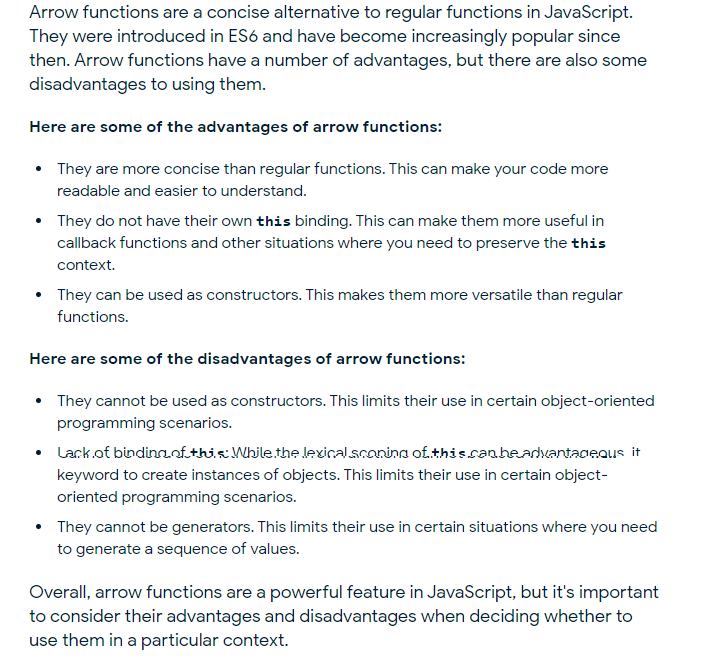 Arrow functions are a concise alternative to regular functions in JavaScript.
They were introduced in ES6 and have become increasingly popular since
then. Arrow functions have a number of advantages, but there are also some
disadvantages to using them.
Here are some of the advantages of arrow functions:
• They are more concise than regular functions. This can make your code more
readable and easier to understand.
• They do not have their own this binding. This can make them more useful in
callback functions and other situations where you need to preserve the this
context.
• They can be used as constructors. This makes them more versatile than regular
functions.
Here are some of the disadvantages of arrow functions:
• They cannot be used as constructors. This limits their use in certain object-oriented
programming scenarios.
• Lack of binding of this: While the lexical scoping of this can be advantageous it
keyword to create instances of objects. This limits their use in certain object-
oriented programming scenarios.
• They cannot be generators. This limits their use in certain situations where you need
to generate a sequence of values.
Overall, arrow functions are a powerful feature in JavaScript, but it's important
to consider their advantages and disadvantages when deciding whether to
use them in a particular context.